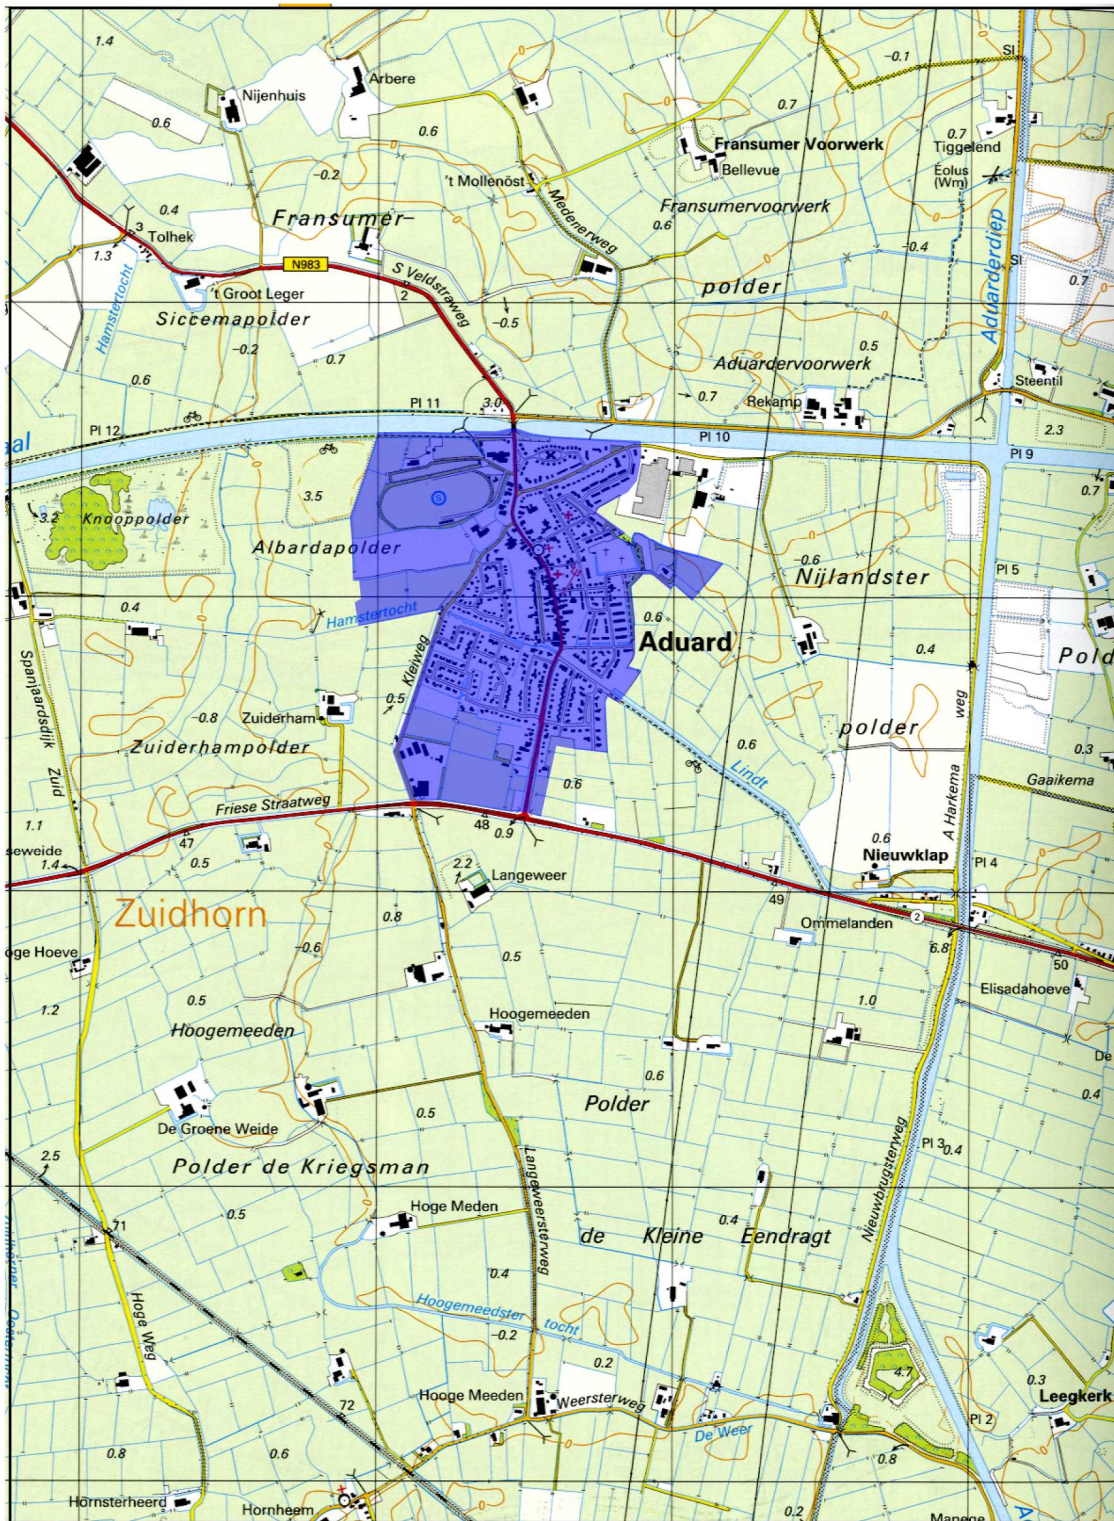 1.4
-0.1
SI
Arbere
Nijenhuis
0.6
0.7
0.7
Tiggelend
0.6
-0.2
Fransumer Voorwerk
Bellevue
Eolus
(Wm)
't Mollenöst
0.4
Fransumer-
Medenerweg
Fransumervoorwerk
0.6
3
Tolhek
1.3
-0.4
N983
S Veldstraweg
SI
2
't Groot Leger
polder
0.7
Aduarderdiep
Hamstertocht
Siccemapolder
-0.5
-0.2
0.7
0.5
Aduardervoorwerk
0.6
Steentil
Pl 11
3.0
0.7
Rekamp
Pl 12
Pl 10
2.3
aal
Pl 9
0.7
S
3.5
3.2
Knooppolder
Albardapolder
-0.6
Nijlandster
Pl 5
0.4
Hamstertocht
0.6
Aduard
0.4
Pold
Spanjaardsdijk
Kleiweg
0.5
Zuiderham
-0.8
weg
polder
Zuiderhampolder
0.6
0.3
Zuid
Lindt
0.6
Gaaikema
Friese Straatweg
A Harkema
1.1
48
0.9
47
0.6
seweide
0.5
1.4
2.2
Nieuwklap
Pl 4
Langeweer
49
Zuidhorn
0.8
Ommelanden
2
-0.6
6.8
oge Hoeve
0.5
50
Elisadahoeve
0.5
1.2
1.0
Hoogemeeden
Hoogemeeden
De
0.6
0.4
0.5
Polder
De Groene Weide
Pl 3
0.4
2.5
Polder de Kriegsman
Langeweersterweg
Nieuwbrugsterweg
0.5
Hoge Meden
0.4
71
de Kleine Eendragt
0.4
Hoogemeedster tocht
Hoge Weg
-0.2
0.2
4.7
0.3
Hooge Meeden
Weersterweg
Leegkerk
72
De Weer
Pl 2
0.8
0.6
0.8
Hornsterheerd
Hornheem
0.2
Manege